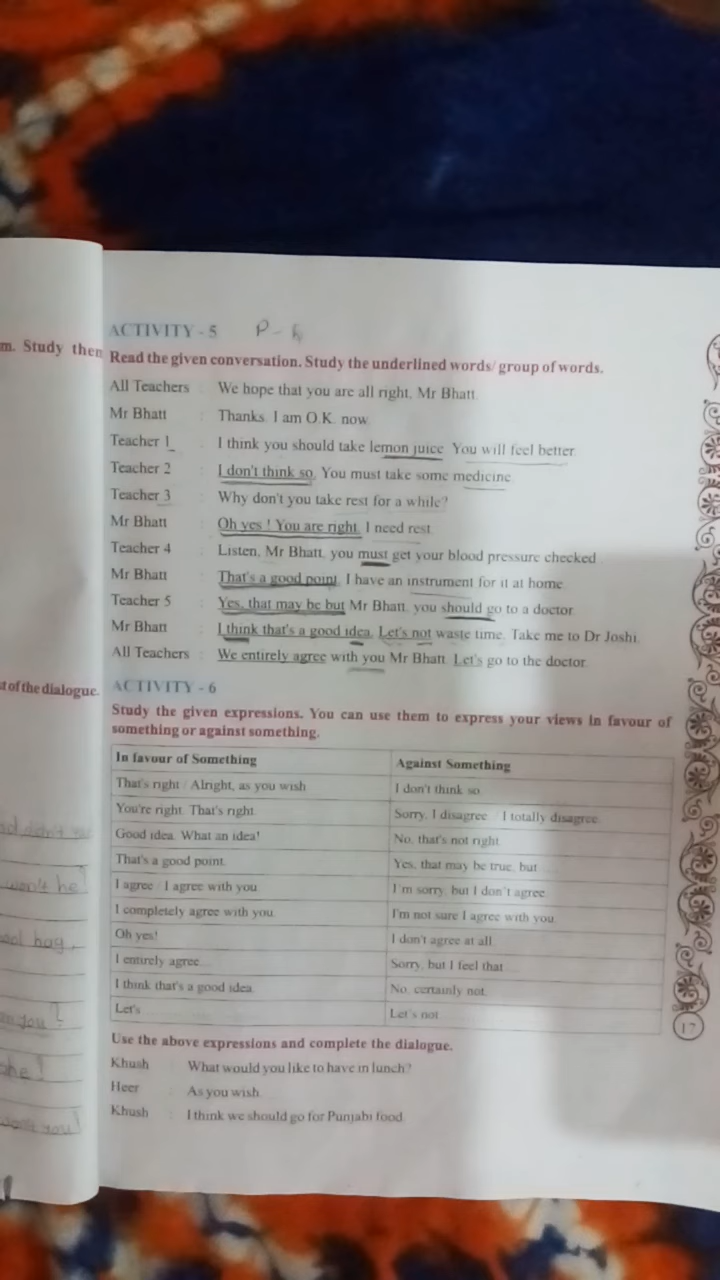 ACTIVITY - 5 P -
m. Study then
Read the given conversation. Study the underlined words/ group of words.
All Teachers : We hope that you are all right, Mr Bhatt.
Mr Bhatt : Thanks. I am O.K. now.
Teacher 1 : I think you should take lemon juice. You will feel better.
Teacher 2 : I don't think so. You must take some medicine.
Teacher 3 : Why don't you take rest for a while?
Mr Bhatt : Oh yes ! You are right. I need rest.
Teacher 4 : Listen, Mr Bhatt, you must get your blood pressure checked.
Mr Bhatt : That's a good point. I have an instrument for it at home.
Teacher 5 : Yes, that may be but Mr Bhatt, you should go to a doctor.
Mr Bhatt : I think that's a good idea. Let's not waste time. Take me to Dr Joshi.
All Teachers : We entirely agree with you Mr Bhatt. Let's go to the doctor.
t of the dialogue.
ACTIVITY - 6
Study the given expressions. You can use them to express your views in favour of
something or against something.
In favour of Something Against Something
That's right / Alright, as you wish I don't think so
You're right. That's right. Sorry, I disagree. / I totally disagree.
Good idea. What an idea! No, that's not right.
That's a good point. Yes, that may be true, but ...
I agree / I agree with you. I'm sorry, but I don't agree.
I completely agree with you. I'm not sure I agree with you.
Oh yes! I don't agree at all.
I entirely agree... Sorry, but I feel that ...
I think that's a good idea. No, certainly not.
Let's ... Let's not ...
17
Use the above expressions and complete the dialogue.
Khush : What would you like to have in lunch?
Heer : As you wish.
Khush : I think we should go for Punjabi food.
didn't
he!
bag,
you?
she!
you!